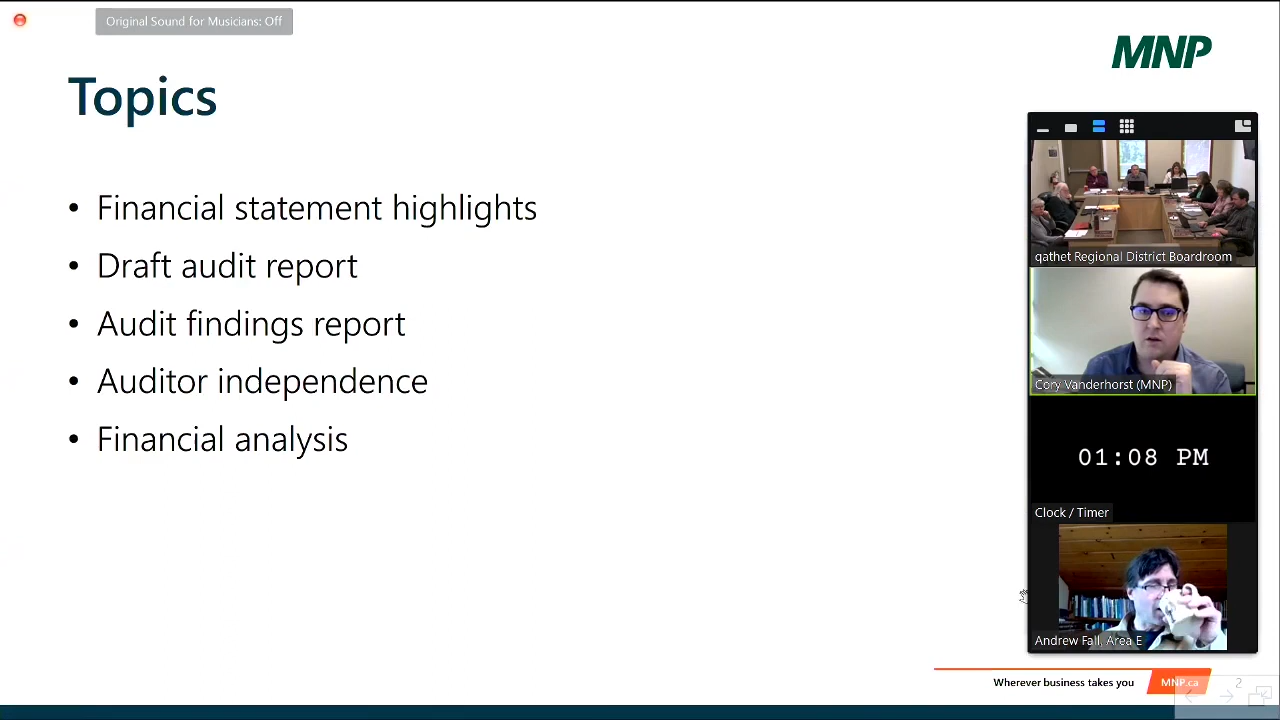 Original Sound for Musicians: Off
MNP
Topics
• Financial statement highlights
• Draft audit report
• Audit findings report
• Auditor independence
• Financial analysis
qathet Regional District Boardroom
Cory Vanderhorst (MNP)
01:08 PM
Clock / Timer
Andrew Fall, Area E
Wherever business takes you
MNP.ca
2